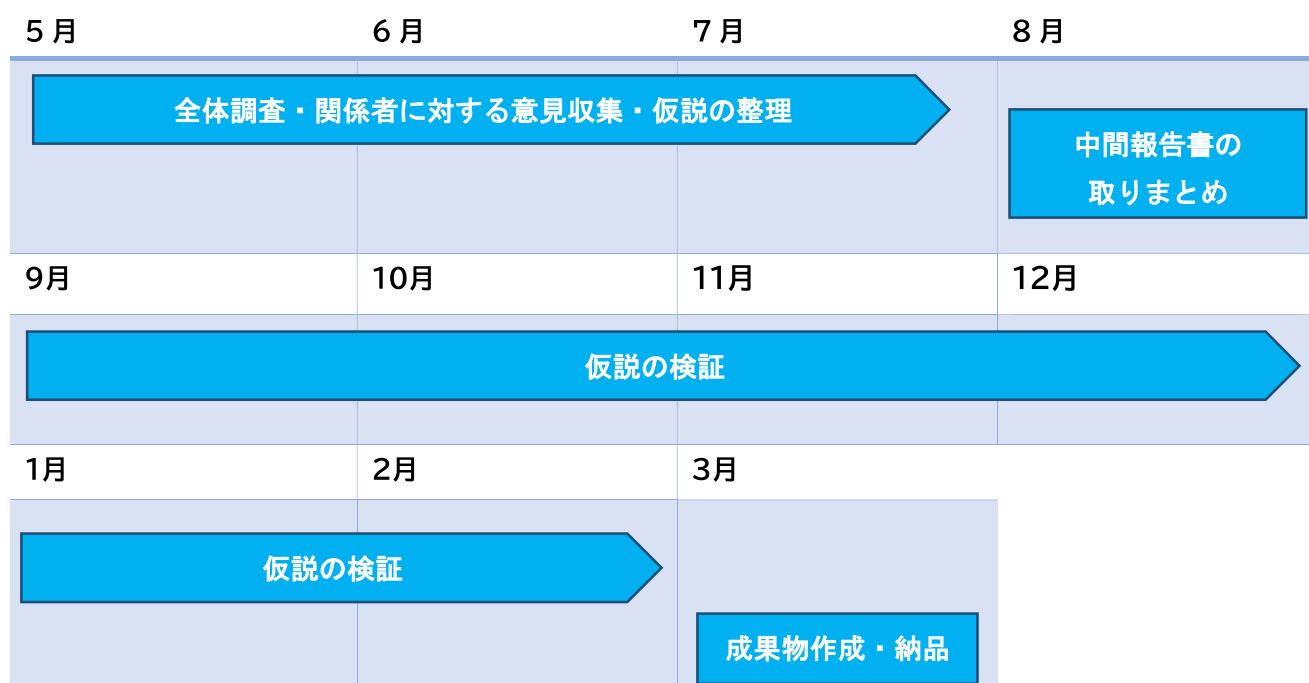 5月
6月
7月
8月
全体調査・関係者に対する意見収集・仮説の整理
中間報告書の
取りまとめ
9月
10月
11月
12月
仮説の検証
1月
2月
3月
仮説の検証
成果物作成・納品